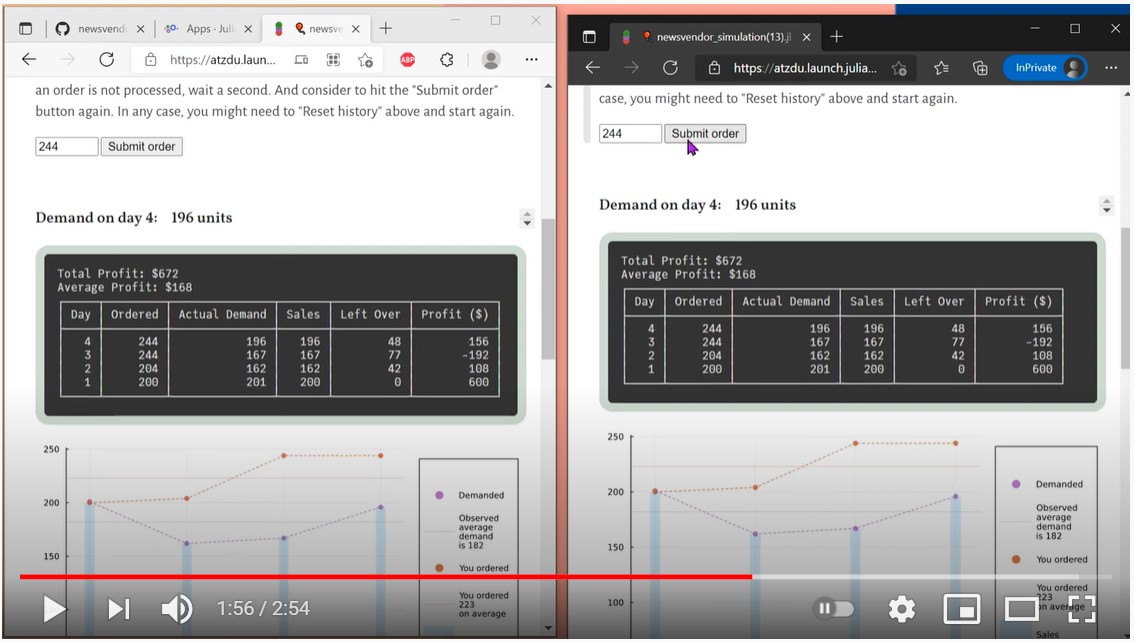 newsvend
Apps · Juli
newsve
https://atzdu.laun...
ABP
an order is not processed, wait a second. And consider to hit the "Submit order"
button again. In any case, you might need to "Reset history" above and start again.
244 Submit order
Demand on day 4: 196 units
Total Profit: $672
Average Profit: $168
Day Ordered Actual Demand Sales Left Over Profit ($)
4 244 196 196 48 156
3 244 167 167 77 -192
2 204 162 162 42 108
1 200 201 200 0 600
250
200
150
Demanded
Observed
average
demand
is 182
You ordered
You ordered
223
on average
newsvendor_simulation(13).jl
https://atzdu.launch.julia...
InPrivate
case, you might need to "Reset history" above and start again.
244 Submit order
Demand on day 4: 196 units
Total Profit: $672
Average Profit: $168
Day Ordered Actual Demand Sales Left Over Profit ($)
4 244 196 196 48 156
3 244 167 167 77 -192
2 204 162 162 42 108
1 200 201 200 0 600
250
200
150
100
Demanded
Observed
average
demand
is 182
You ordered
You ordered
223
on average
Sales
1:56 / 2:54